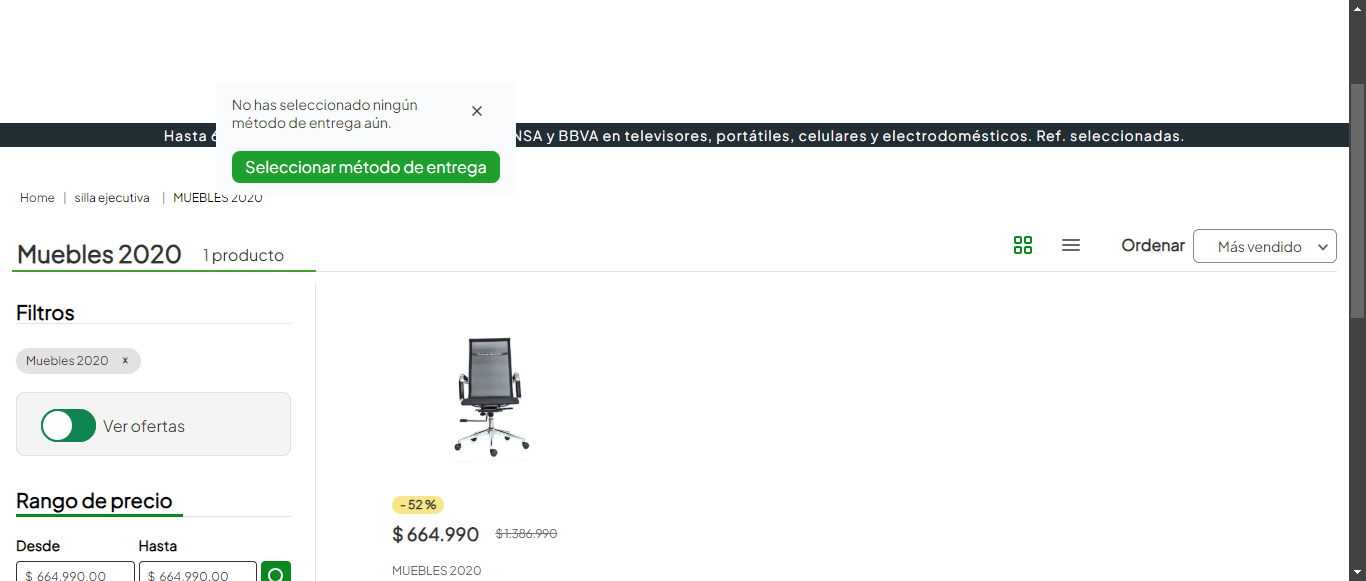 No has seleccionado ningún
método de entrega aún.
Seleccionar método de entrega
Hasta
NSA y BBVA en televisores, portátiles, celulares y electrodomésticos. Ref. seleccionadas.
Home | silla ejecutiva | MUEBLES 2020
Muebles 2020 1 producto
Ordenar Más vendido
Filtros
Muebles 2020 x
Ver ofertas
Rango de precio
Desde Hasta
$ 664.990,00 $ 664.990,00
- 52 %
$ 664.990 $ 1.386.990
MUEBLES 2020